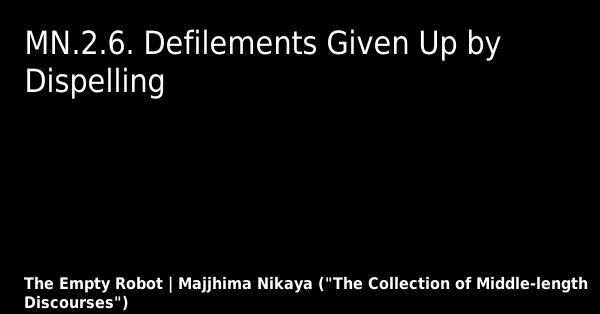 MN.2.6. Defilements Given Up by
Dispelling
The Empty Robot | Majjhima Nikaya ("The Collection of Middle-length
Discourses")